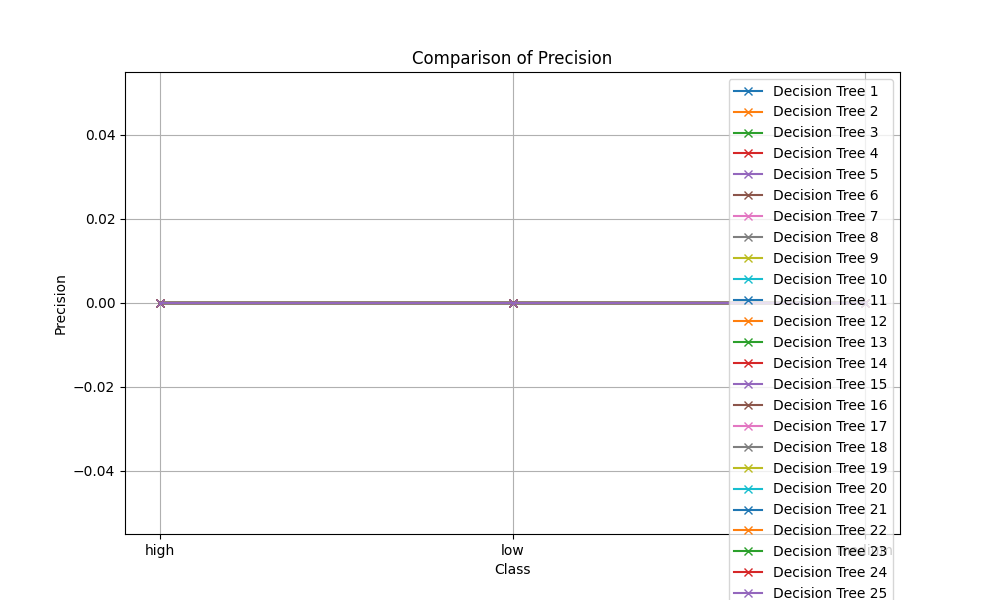 Comparison of Precision
Precision
0.04
0.02
0.00
−0.02
−0.04
high
low
Class
Decision Tree 1
Decision Tree 2
Decision Tree 3
Decision Tree 4
Decision Tree 5
Decision Tree 6
Decision Tree 7
Decision Tree 8
Decision Tree 9
Decision Tree 10
Decision Tree 11
Decision Tree 12
Decision Tree 13
Decision Tree 14
Decision Tree 15
Decision Tree 16
Decision Tree 17
Decision Tree 18
Decision Tree 19
Decision Tree 20
Decision Tree 21
Decision Tree 22
Decision Tree 23
Decision Tree 24
Decision Tree 25